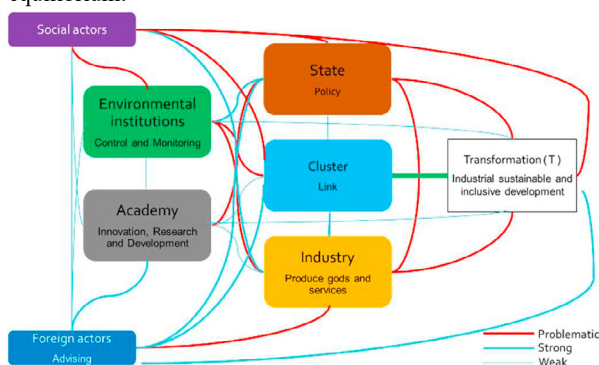 Social actors
State
Policy
Environmental
institutions
Control and Monitoring
Cluster
Link
Transformation (T)
Industrial sustainable and
inclusive development
Academy
Innovation, Research
and Development
Industry
Produce gods and
services
Foreign actors
Advising
Problematic
Strong
Weak